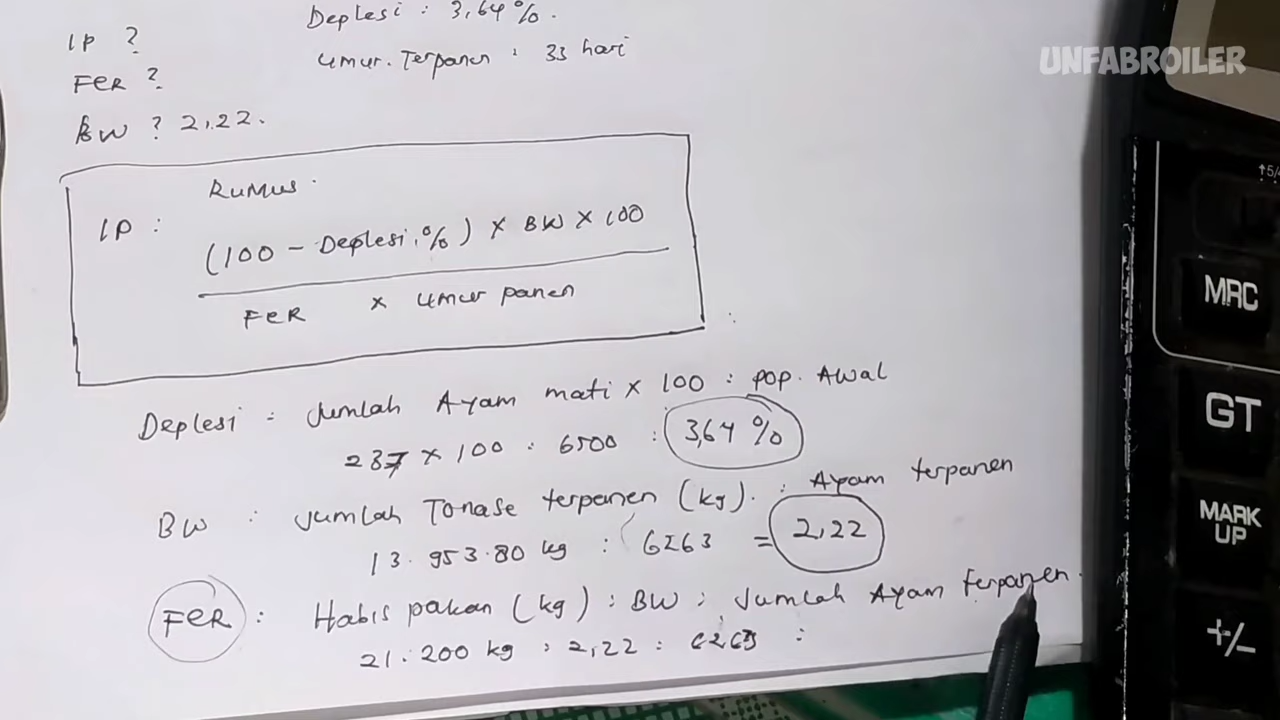 Deplesi : 3,64%.
IP ?
Umur. Terpanen : 33 hari
UNFABROILER
FCR ?
BW ? 2,22.
Rumus.
IP :
(100 - Deplesi.%) x BW x 100
FCR x umur panen
Deplesi : Jumlah Ayam mati x 100 : pop. Awal
237 x 100 : 6500 : 3,64 %
BW : Jumlah Tonase terpanen (kg). : Ayam terpanen
13.953.80 kg : 6263 = 2,22
FCR : Habis pakan (kg) : BW : Jumlah Ayam terpanen.
21.200 kg : 2,22 : 6263 :
MRC
GT
MARK UP
+/-